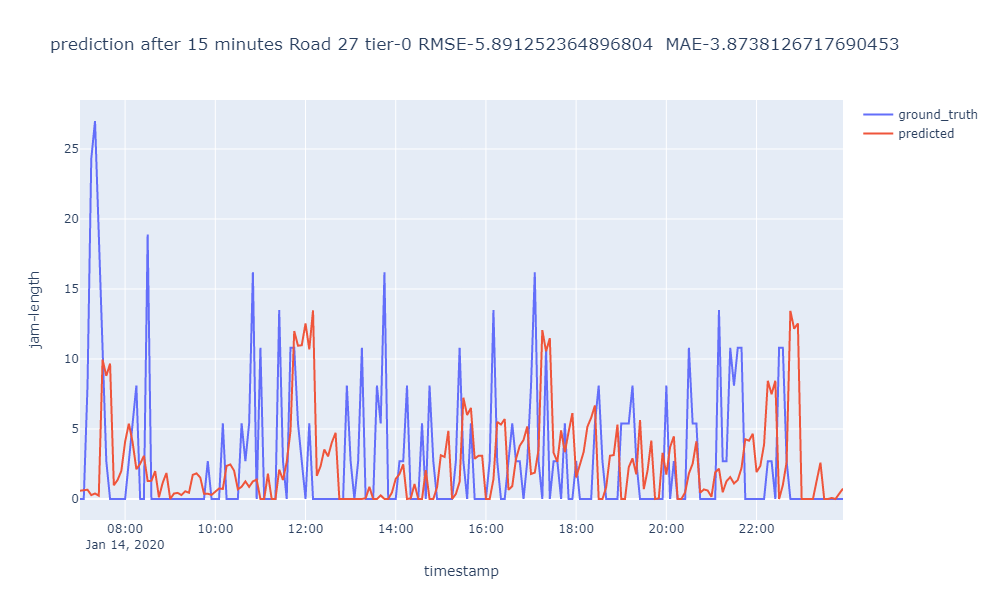 prediction after 15 minutes Road 27 tier-0 RMSE-5.891252364896804  MAE-3.8738126717690453
ground_truth
predicted
25
20
15
10
5
0
jam-length
08:00
10:00
12:00
14:00
16:00
18:00
20:00
22:00
Jan 14, 2020
timestamp